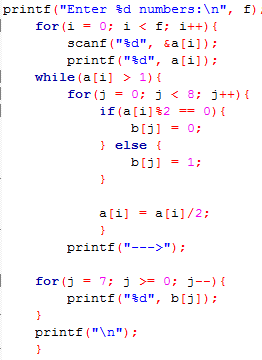 printf("Enter %d numbers:\n", f)
for(i = 0; i < f; i++){
scanf("%d", &a[i]);
printf("%d", a[i]);
while(a[i] > 1){
for(j = 0; j < 8; j++){
if(a[i]%2 == 0){
b[j] = 0;
} else {
b[j] = 1;
}
a[i] = a[i]/2;
}
printf("--->");
for(j = 7; j >= 0; j--){
printf("%d", b[j]);
}
printf("\n");
}